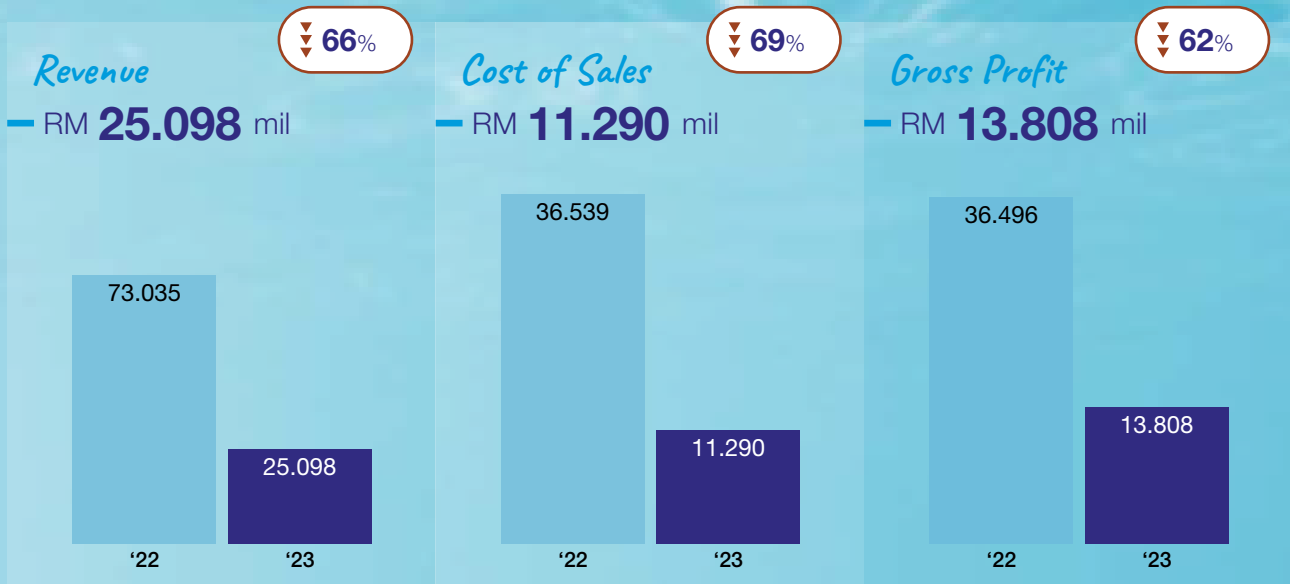 66%
Revenue
RM 25.098 mil
73.035
25.098
‘22 ‘23
69%
Cost of Sales
RM 11.290 mil
36.539
11.290
‘22 ‘23
62%
Gross Profit
RM 13.808 mil
36.496
13.808
‘22 ‘23